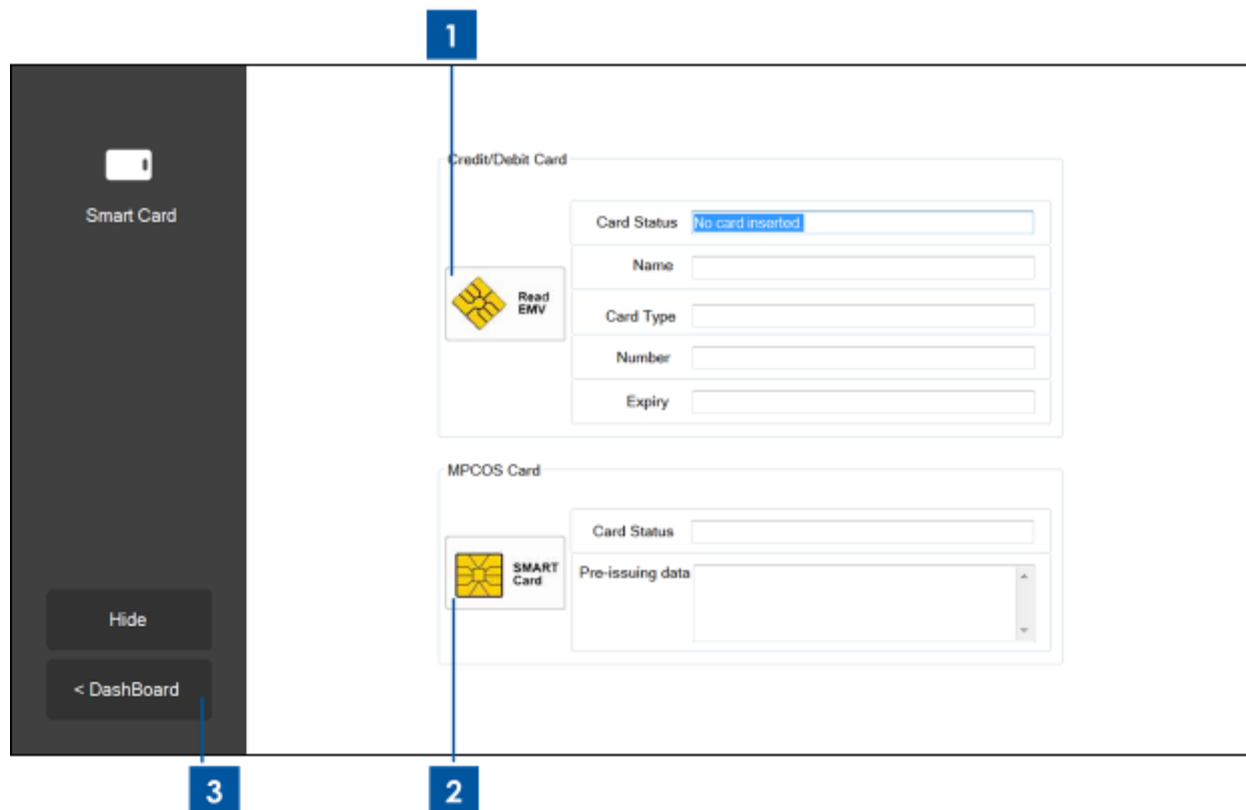 1
Smart Card
Credit/Debit Card
Card Status No card inserted.
Name
Read
EMV
Card Type
Number
Expiry
MPCOS Card
Card Status
SMART
Card
Pre-issuing data
Hide
< DashBoard
3
2